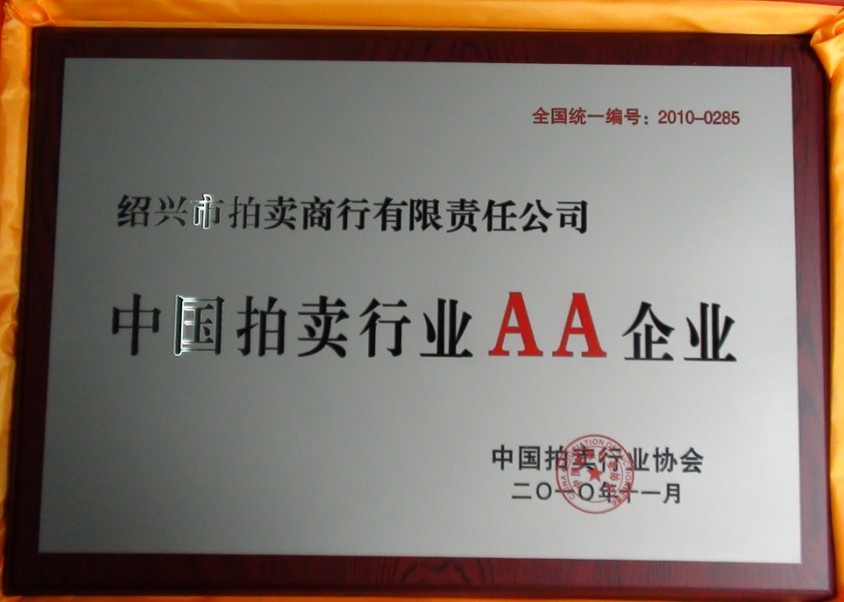 全国统一编号：2010-0285
绍兴市拍卖商行有限责任公司
中国拍卖行业AA企业
中国拍卖行业协会
二〇一〇年十一月